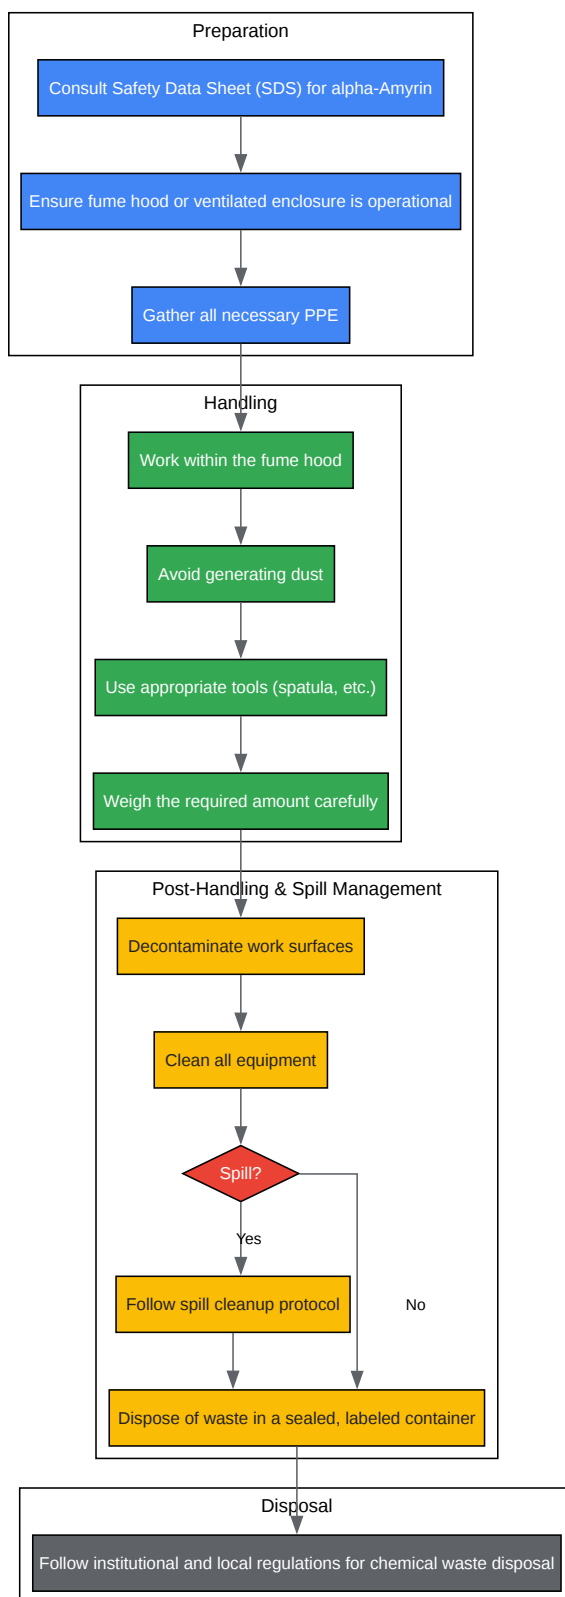 Preparation
Consult Safety Data Sheet (SDS) for alpha-Amyrin
Ensure fume hood or ventilated enclosure is operational
Gather all necessary PPE
Handling
Work within the fume hood
Avoid generating dust
Use appropriate tools (spatula, etc.)
Weigh the required amount carefully
Post-Handling & Spill Management
Decontaminate work surfaces
Clean all equipment
Spill?
Yes
Follow spill cleanup protocol
No
Dispose of waste in a sealed, labeled container
Disposal
Follow institutional and local regulations for chemical waste disposal